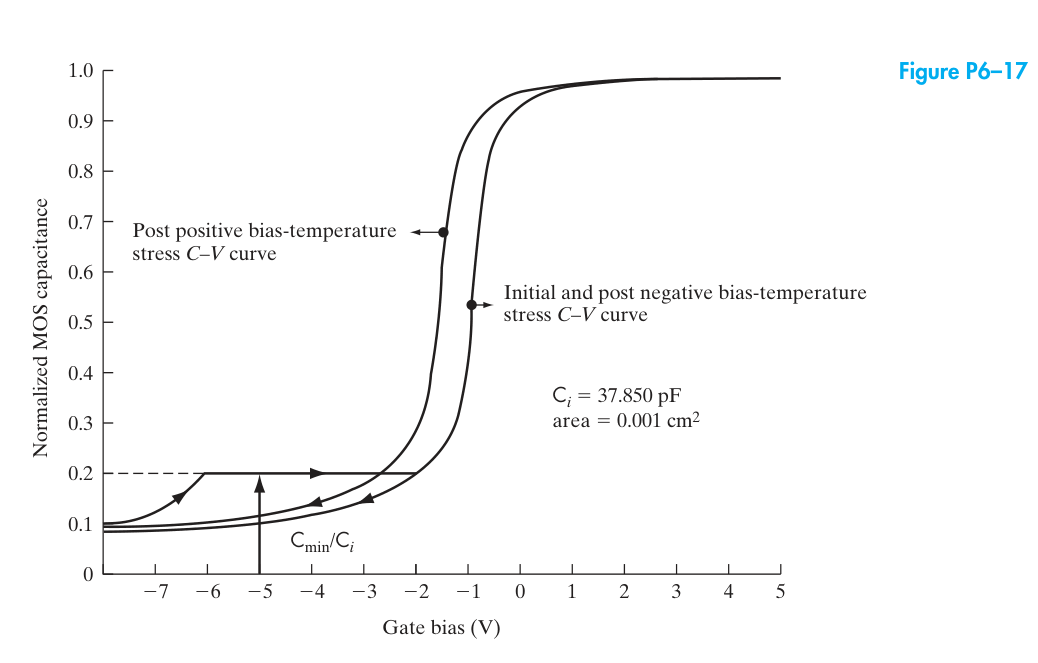 Figure P6–17
Normalized MOS capacitance
1.0
0.9
0.8
0.7
0.6
0.5
0.4
0.3
0.2
0.1
0
Post positive bias-temperature
stress C–V curve
Initial and post negative bias-temperature
stress C–V curve
Ci = 37.850 pF
area = 0.001 cm2
Cmin/Ci
−7 −6 −5 −4 −3 −2 −1 0 1 2 3 4 5
Gate bias (V)